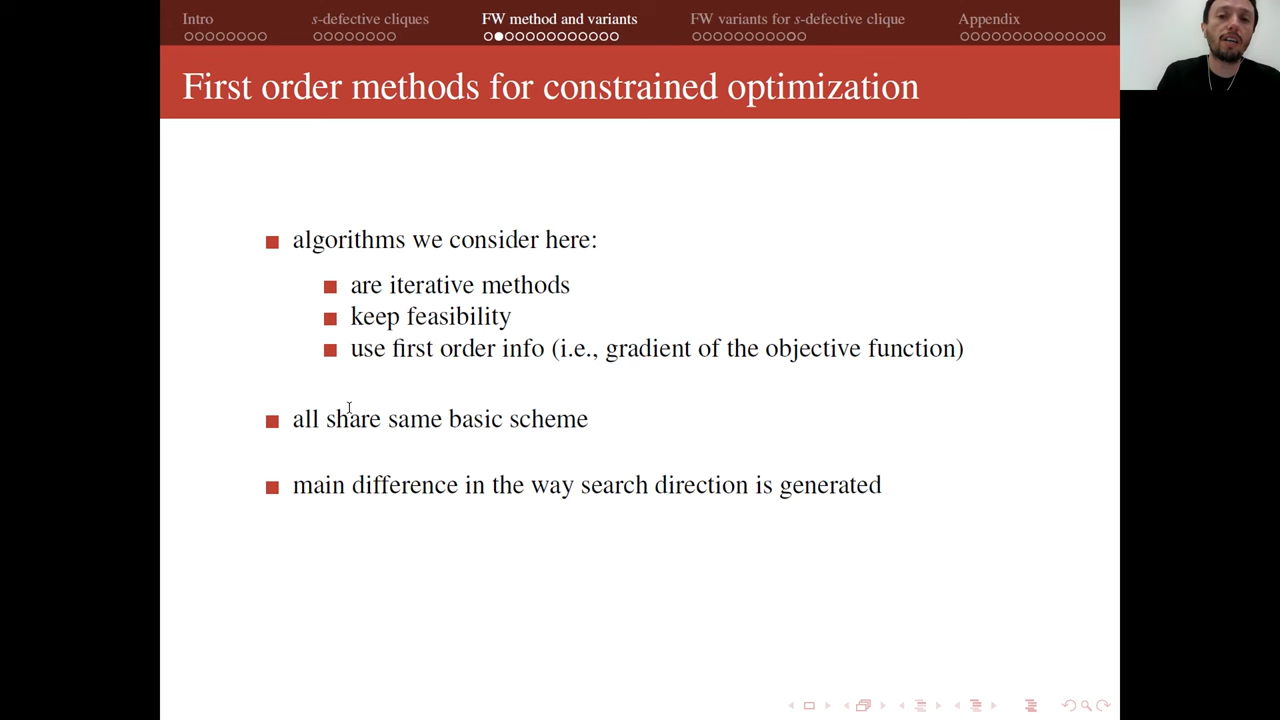 Intro
s-defective cliques
FW method and variants
FW variants for s-defective clique
Appendix
First order methods for constrained optimization
algorithms we consider here:
are iterative methods
keep feasibility
use first order info (i.e., gradient of the objective function)
all share same basic scheme
main difference in the way search direction is generated